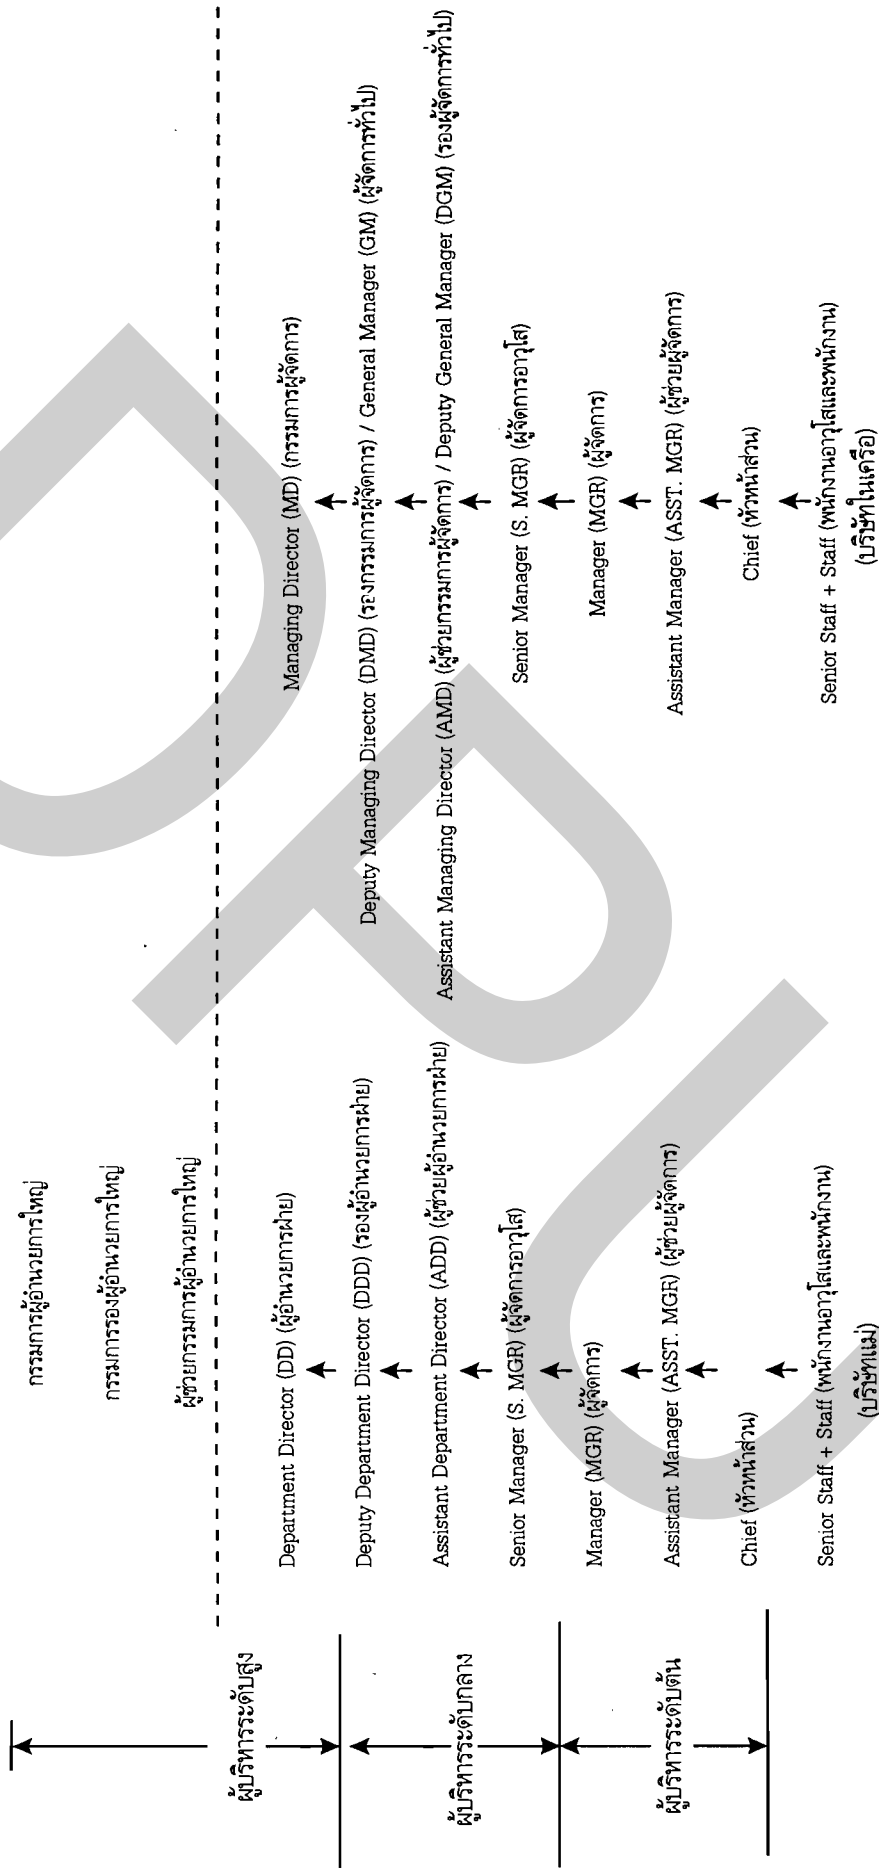 กรรมการผู้อำนวยการใหญ่
กรรมการรองผู้อำนวยการใหญ่
ผู้ช่วยกรรมการผู้อำนวยการใหญ่
ผู้บริหารระดับสูง
Department Director (DD) (ผู้อำนวยการฝ่าย)
Managing Director (MD) (กรรมการผู้จัดการ)
Deputy Department Director (DDD) (รองผู้อำนวยการฝ่าย)
Deputy Managing Director (DMD) (รองกรรมการผู้จัดการ) / General Manager (GM) (ผู้จัดการทั่วไป)
ผู้บริหารระดับกลาง
Assistant Department Director (ADD) (ผู้ช่วยผู้อำนวยการฝ่าย)
Assistant Managing Director (AMD) (ผู้ช่วยกรรมการผู้จัดการ) / Deputy General Manager (DGM) (รองผู้จัดการทั่วไป)
Senior Manager (S. MGR) (ผู้จัดการอาวุโส)
Senior Manager (S. MGR) (ผู้จัดการอาวุโส)
Manager (MGR) (ผู้จัดการ)
Manager (MGR) (ผู้จัดการ)
ผู้บริหารระดับต้น
Assistant Manager (ASST. MGR) (ผู้ช่วยผู้จัดการ)
Assistant Manager (ASST. MGR) (ผู้ช่วยผู้จัดการ)
Chief (หัวหน้าส่วน)
Chief (หัวหน้าส่วน)
Senior Staff + Staff (พนักงานอาวุโสและพนักงาน)
(บริษัทแม่)
Senior Staff + Staff (พนักงานอาวุโสและพนักงาน)
(บริษัทในเครือ)
DPU